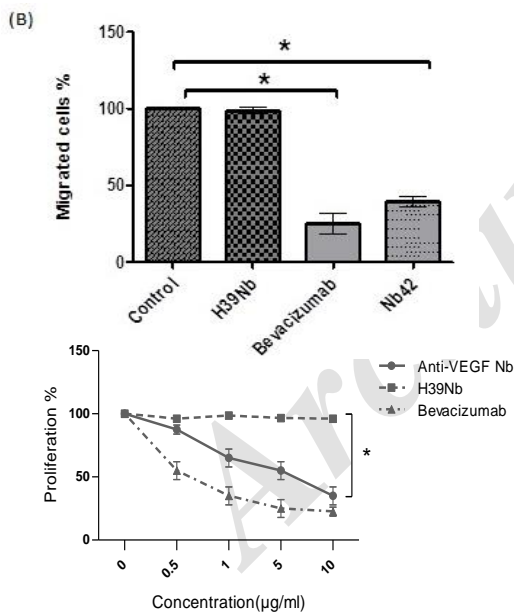 (B)
150
*
*
100
50
0
Migrated cells %
Control
H39Nb
Bevacizumab
Nb42
150
100
50
0
Proliferation %
Anti-VEGF Nb
H39Nb
Bevacizumab
*
0
0.5
1
5
10
Concentration(µg/ml)